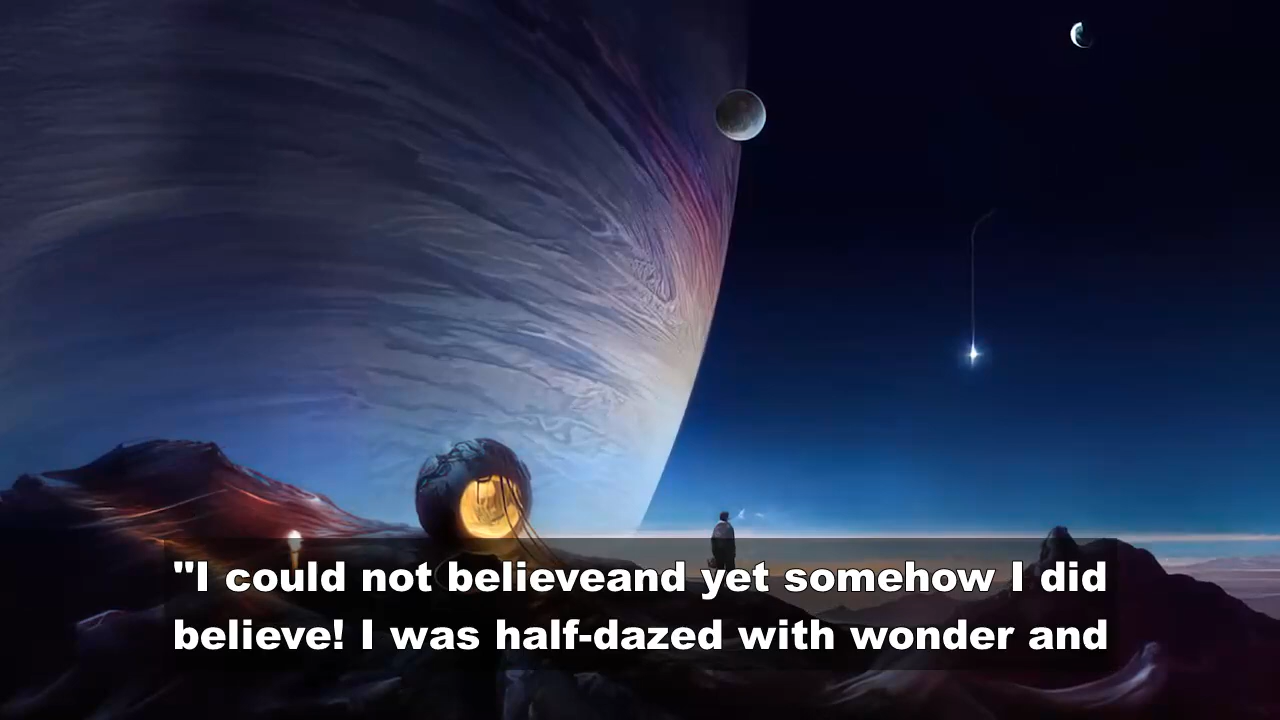 "I could not believeand yet somehow I did
believe! I was half-dazed with wonder and